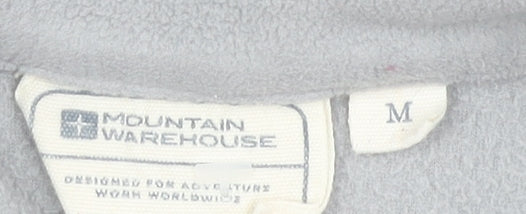 MOUNTAIN
WAREHOUSE
M
DESIGNED FOR ADVENTURE
WORN WORLDWIDE